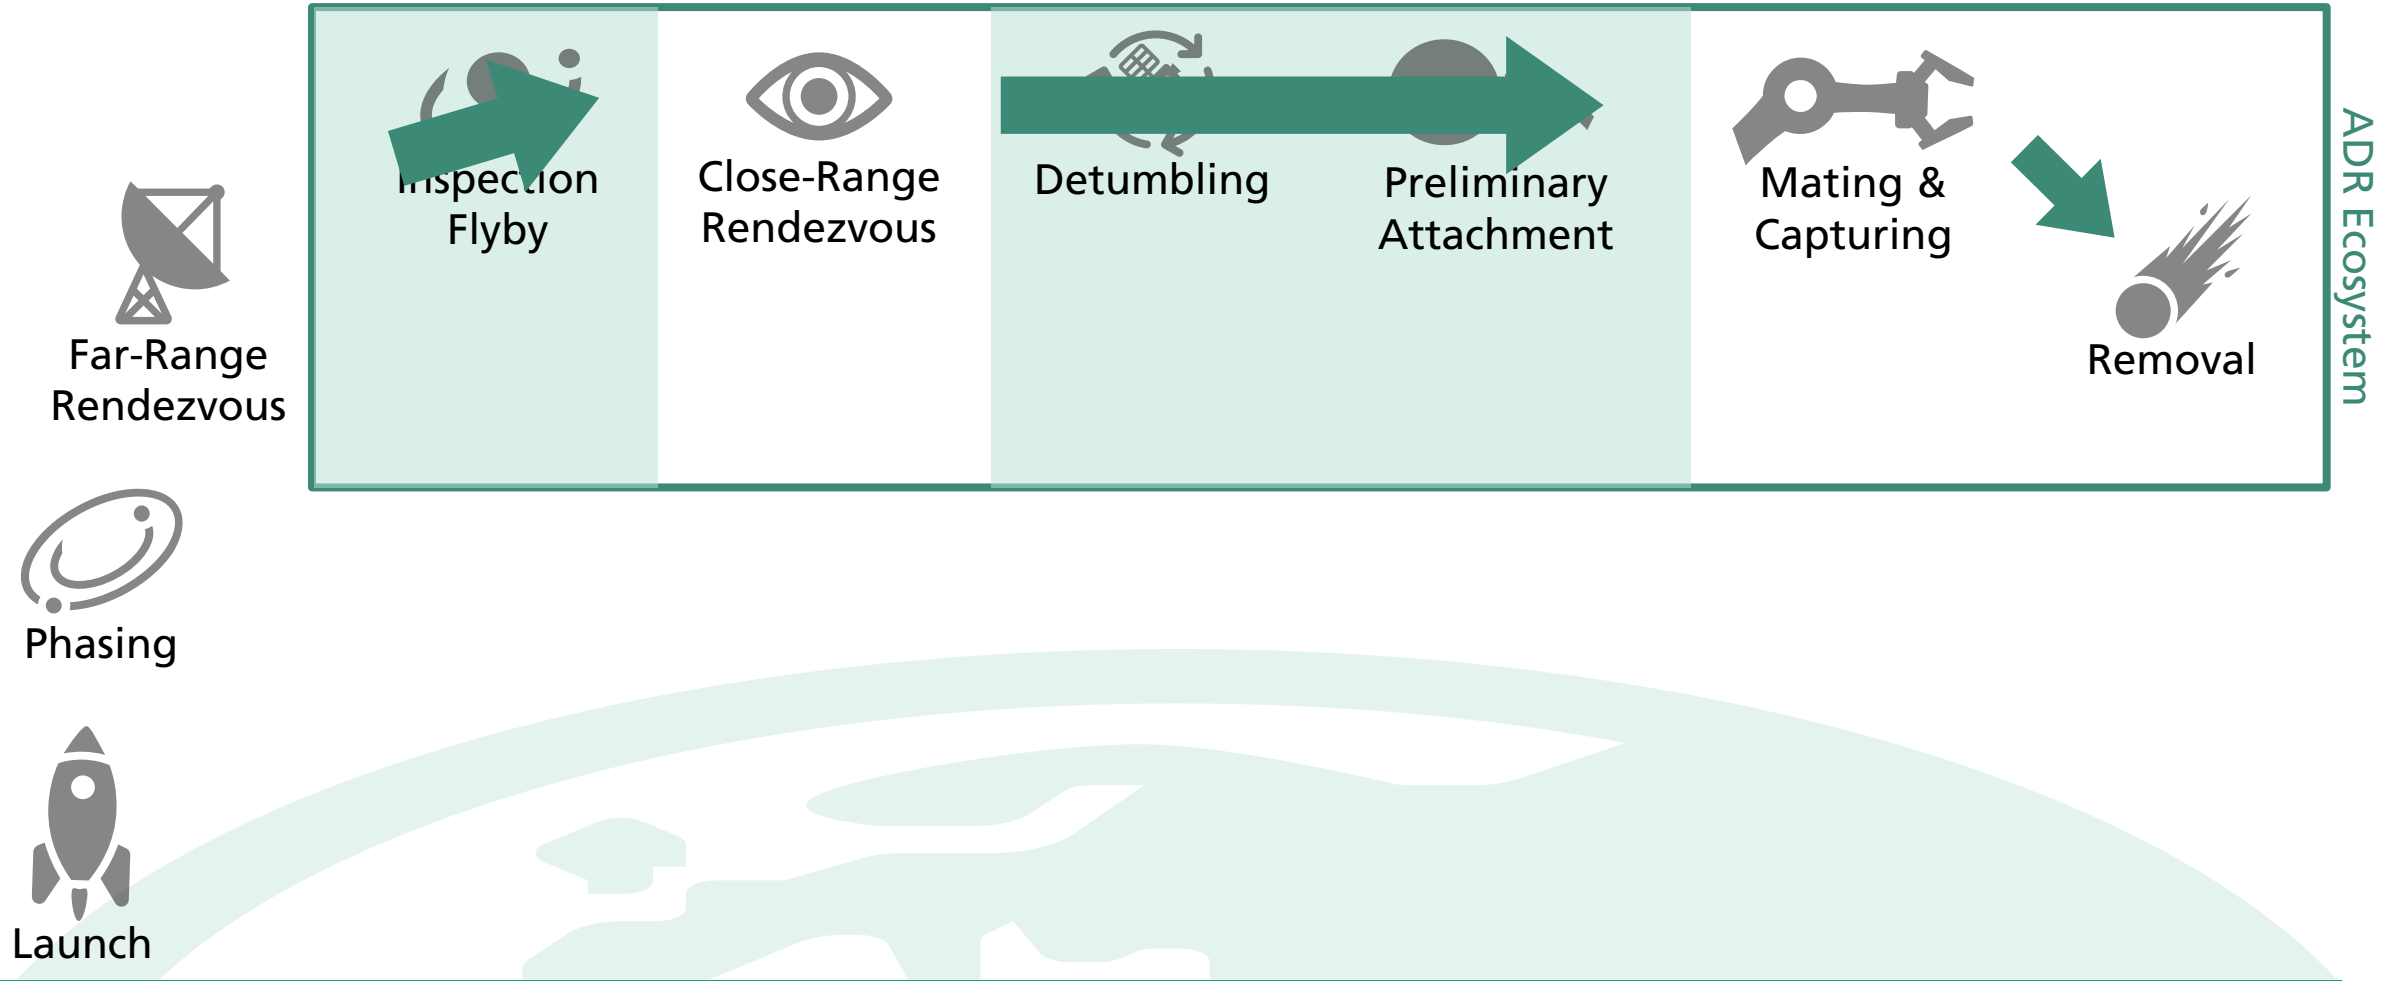 Inspection
Flyby
Close-Range
Rendezvous
Detumbling
Preliminary
Attachment
Mating &
Capturing
Removal
ADR Ecosystem
Far-Range
Rendezvous
Phasing
Launch